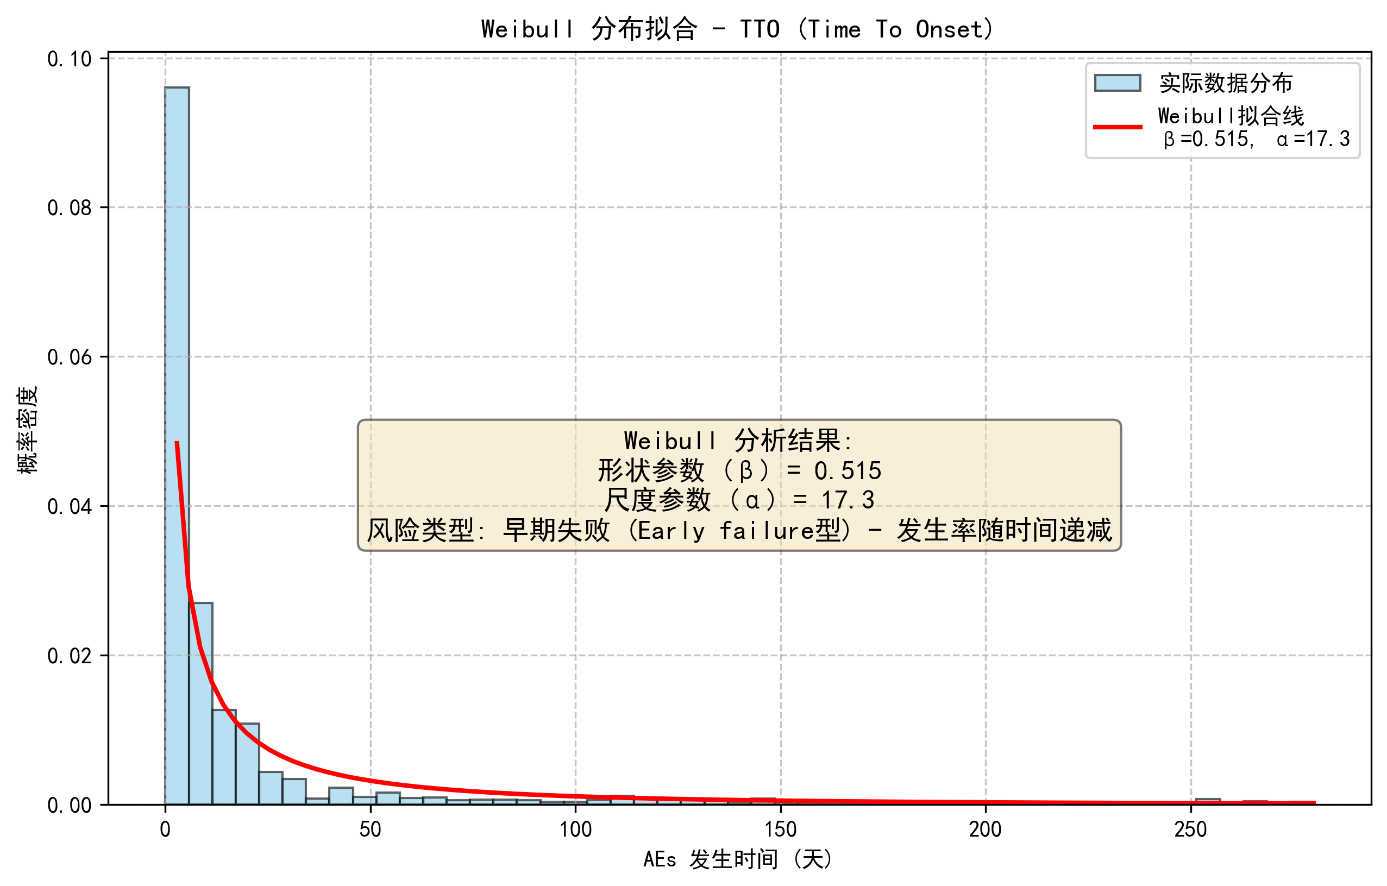 Weibull 分布拟合 - TTO (Time To Onset)
实际数据分布
Weibull拟合线
β=0.515, α=17.3
概率密度
0.10
0.08
0.06
0.04
0.02
0.00
Weibull 分析结果:
形状参数 (β) = 0.515
尺度参数 (α) = 17.3
风险类型: 早期失败 (Early failure型) - 发生率随时间递减
0
50
100
150
200
250
AEs 发生时间 (天)